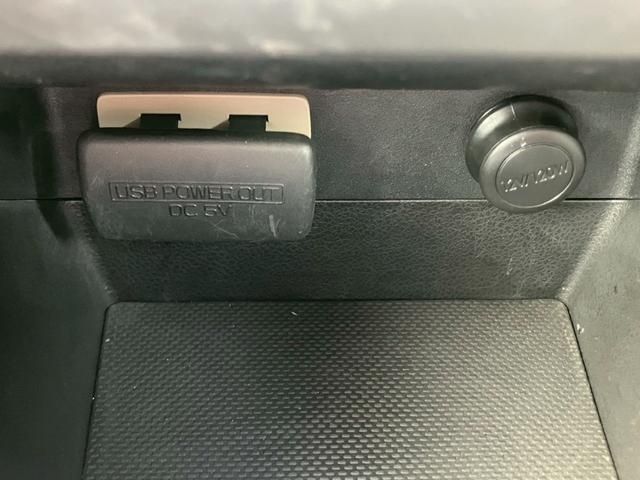 USB POWER OUT
DC 5V
12V/120W